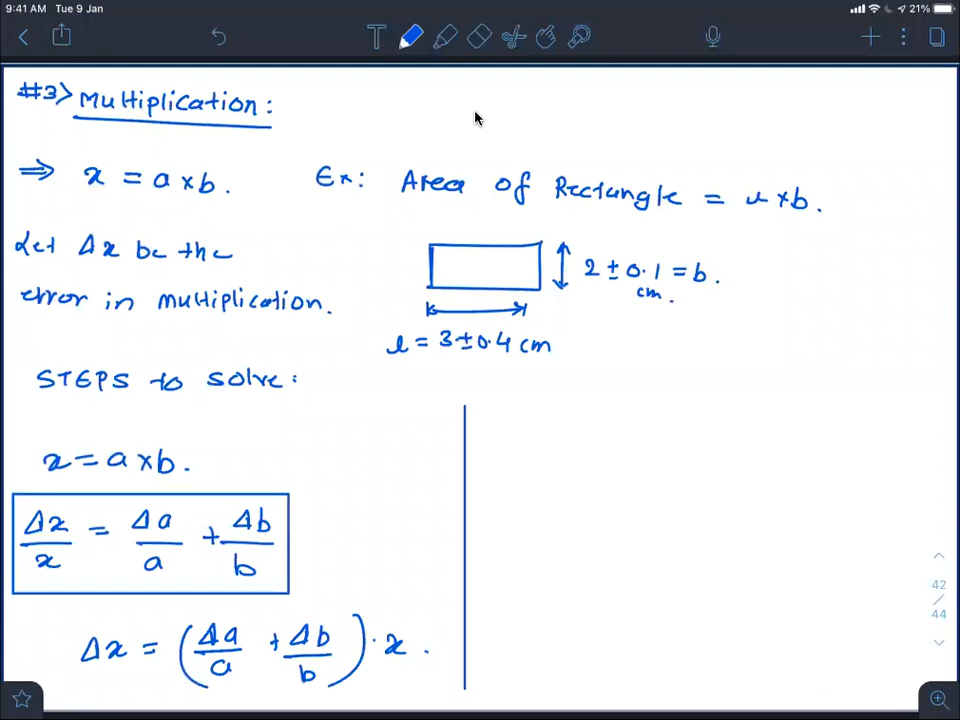 9:41 AM Tue 9 Jan
21%
#3> Multiplication:
⇒ x = a × b. Ex: Area of Rectangle = l × b.
Let Δx be the
error in multiplication.
2 ± 0.1 = b.
cm.
l = 3 ± 0.4 cm
STEPS to solve:
x = a × b.
Δx/x = Δa/a + Δb/b
Δx = (Δa/a + Δb/b) · x.
42
/
44